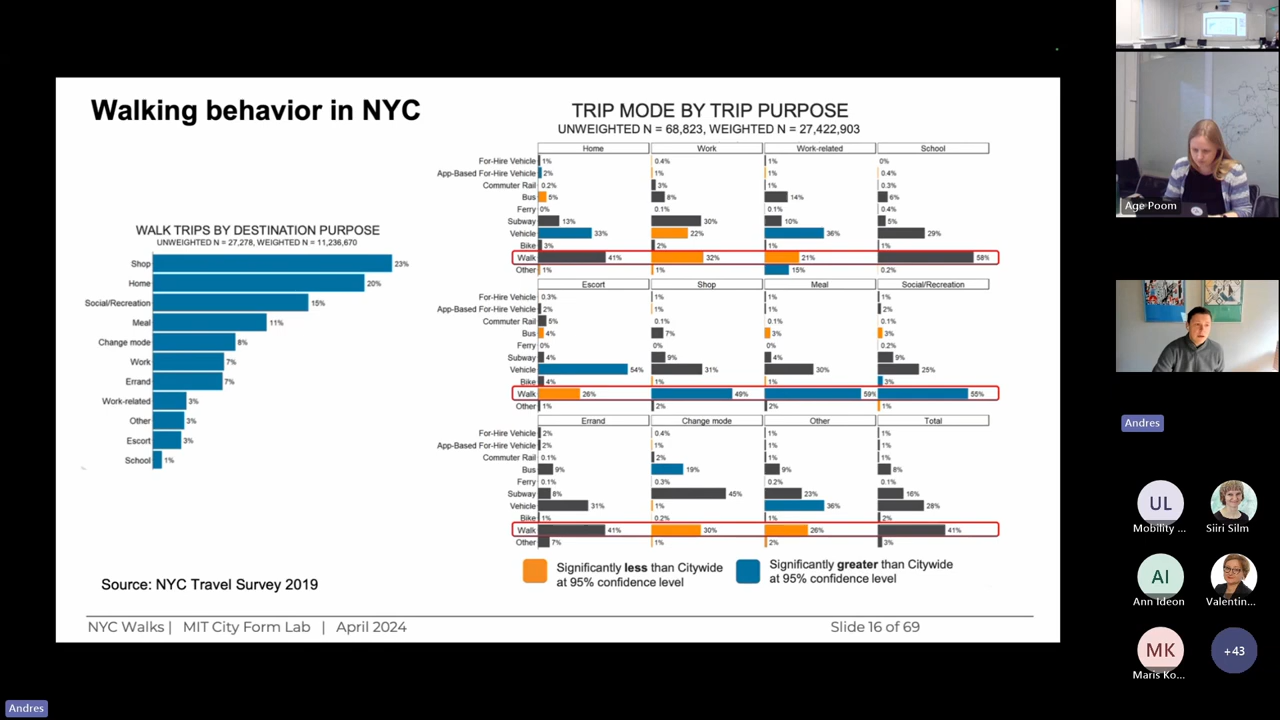 Walking behavior in NYC
TRIP MODE BY TRIP PURPOSE
UNWEIGHTED N = 68,823, WEIGHTED N = 27,422,903
WALK TRIPS BY DESTINATION PURPOSE
UNWEIGHTED N = 27,278, WEIGHTED N = 11,236,670
Shop 23%
Home 20%
Social/Recreation 15%
Meal 11%
Change mode 8%
Work 7%
Errand 7%
Work-related 3%
Other 3%
Escort 3%
School 1%
Home Work Work-related School
For-Hire Vehicle 1% 0.4% 1% 0%
App-Based For-Hire Vehicle 2% 1% 1% 0.4%
Commuter Rail 0.2% 3% 1% 0.3%
Bus 5% 8% 14% 6%
Ferry 0% 0.1% 0.1% 0.4%
Subway 13% 30% 10% 5%
Vehicle 33% 22% 36% 29%
Bike 3% 2% 1% 1%
Walk 41% 32% 21% 58%
Other 1% 1% 15% 0.2%
Escort Shop Meal Social/Recreation
For-Hire Vehicle 0.3% 1% 1% 1%
App-Based For-Hire Vehicle 2% 1% 1% 2%
Commuter Rail 5% 0.1% 0.1% 0.1%
Bus 4% 7% 3% 3%
Ferry 0% 0% 0% 0.2%
Subway 4% 9% 4% 9%
Vehicle 54% 31% 30% 25%
Bike 4% 1% 1% 3%
Walk 26% 49% 59% 55%
Other 1% 2% 2% 1%
Errand Change mode Other Total
For-Hire Vehicle 2% 0.4% 1% 1%
App-Based For-Hire Vehicle 2% 1% 1% 1%
Commuter Rail 0.1% 2% 1% 1%
Bus 9% 19% 9% 8%
Ferry 0.1% 0.3% 0.2% 0.1%
Subway 8% 45% 23% 16%
Vehicle 31% 1% 36% 28%
Bike 1% 0.2% 1% 2%
Walk 41% 30% 26% 41%
Other 7% 1% 2% 3%
Significantly less than Citywide
at 95% confidence level
Significantly greater than Citywide
at 95% confidence level
Source: NYC Travel Survey 2019
NYC Walks | MIT City Form Lab | April 2024
Slide 16 of 69
Andres
Age Poom
Andres
UL
Mobility ...
Siiri Silm
AI
Ann Ideon
Valentin...
MK
Maris Ko...
+43